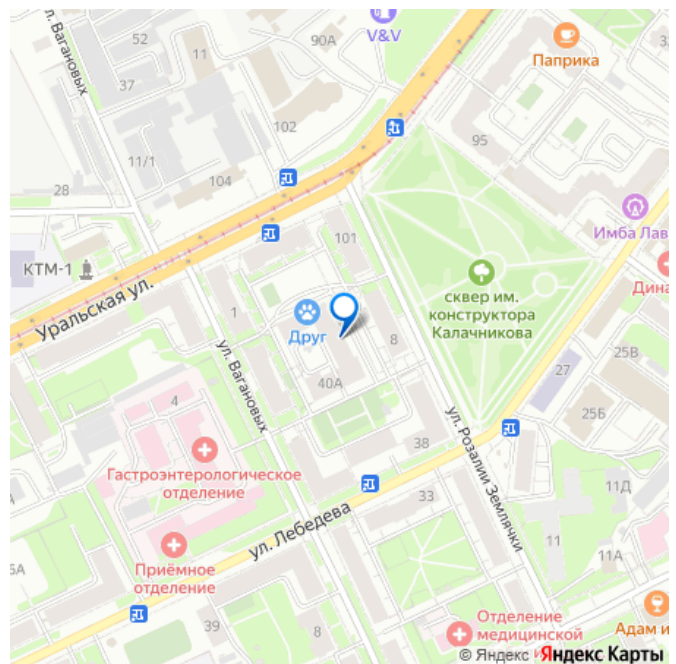 ул. Вагановых
52
11
90А
V&V
Паприка
37
102
95
11/1
104
28
101
Имба Лав
КТМ-1
Дина
сквер им.
конструктора
Калачникова
Уральская ул.
1
Друг
8
ул. Вагановых
25В
27
40А
4
25Б
38
ул. Розалии Землячки
Гастроэнтерологическое
отделение
11Д
33
ул. Лебедева
11
11А
Приёмное
отделение
39
8
Отделение
медицинской
Адам и
© Яндекс Яндекс Карты